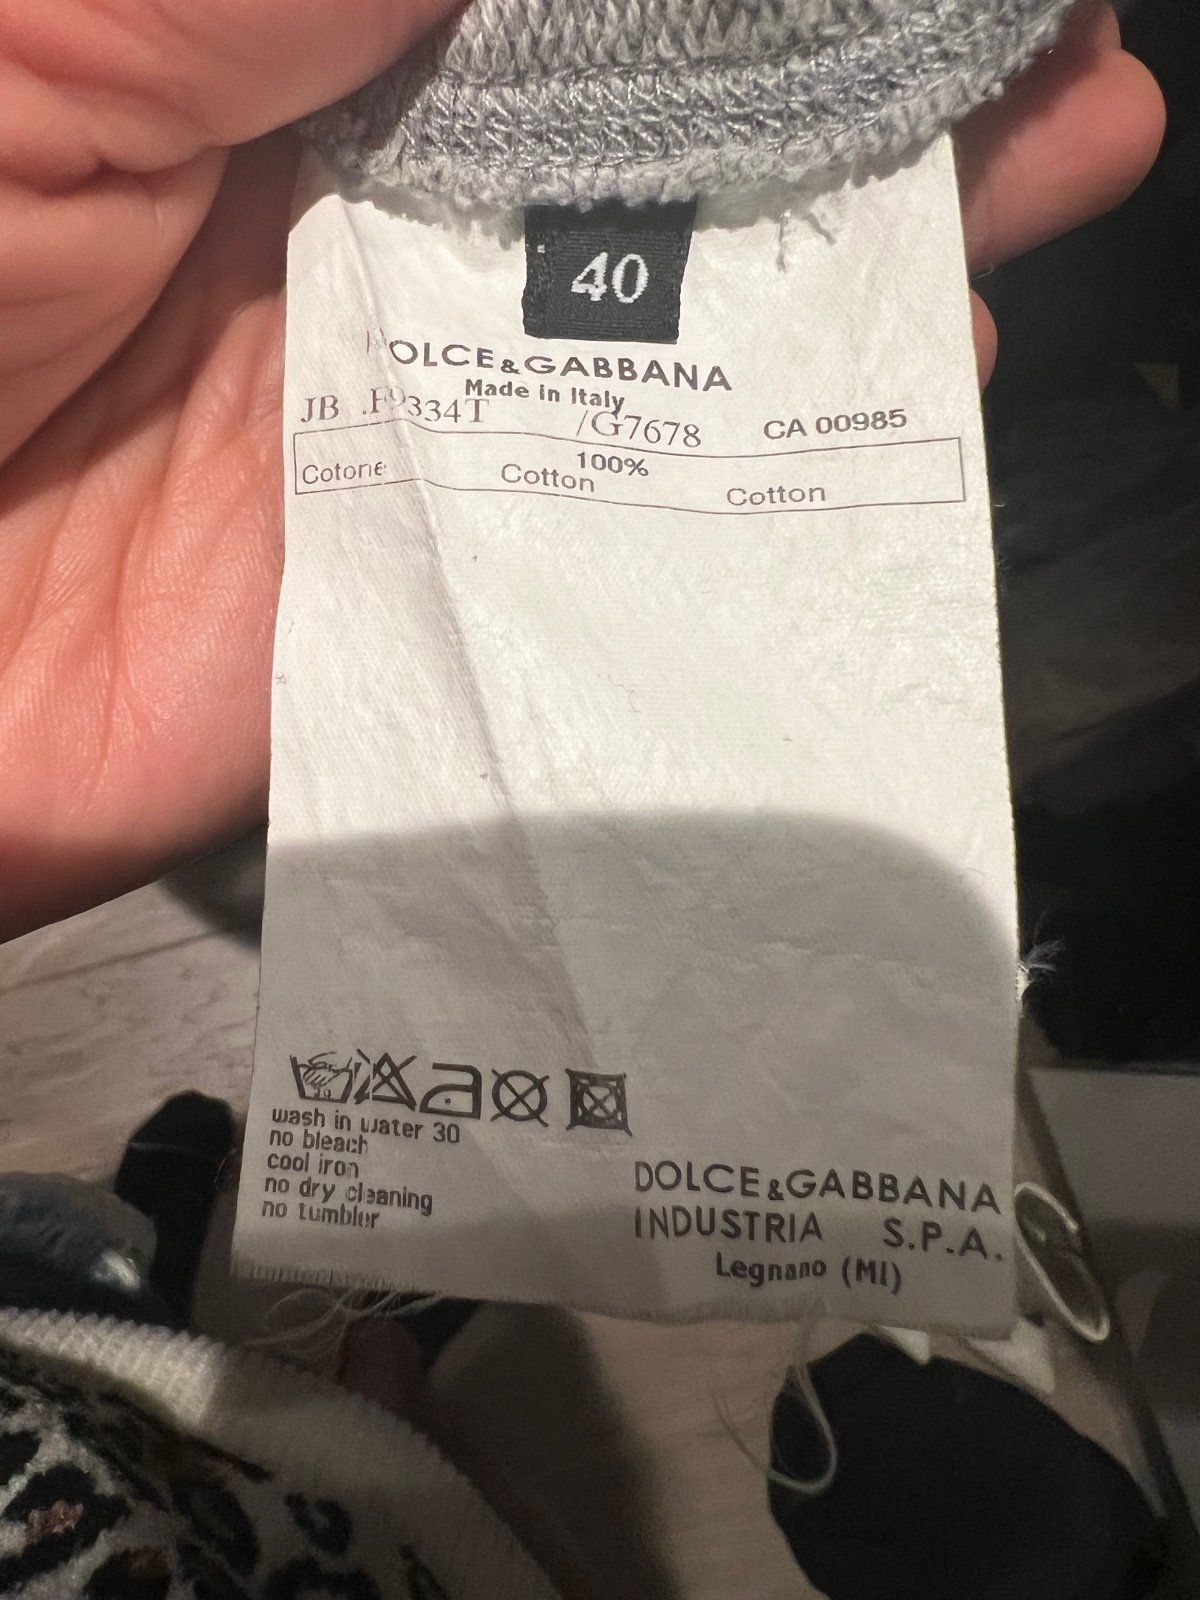 40
DOLCE&GABBANA
Made in Italy
JB .F9334T /G7678 CA 00985
100%
Cotone Cotton Cotton
wash in water 30
no bleach
cool iron
no dry cleaning
no tumbler
DOLCE&GABBANA
INDUSTRIA S.P.A.
Legnano (MI)